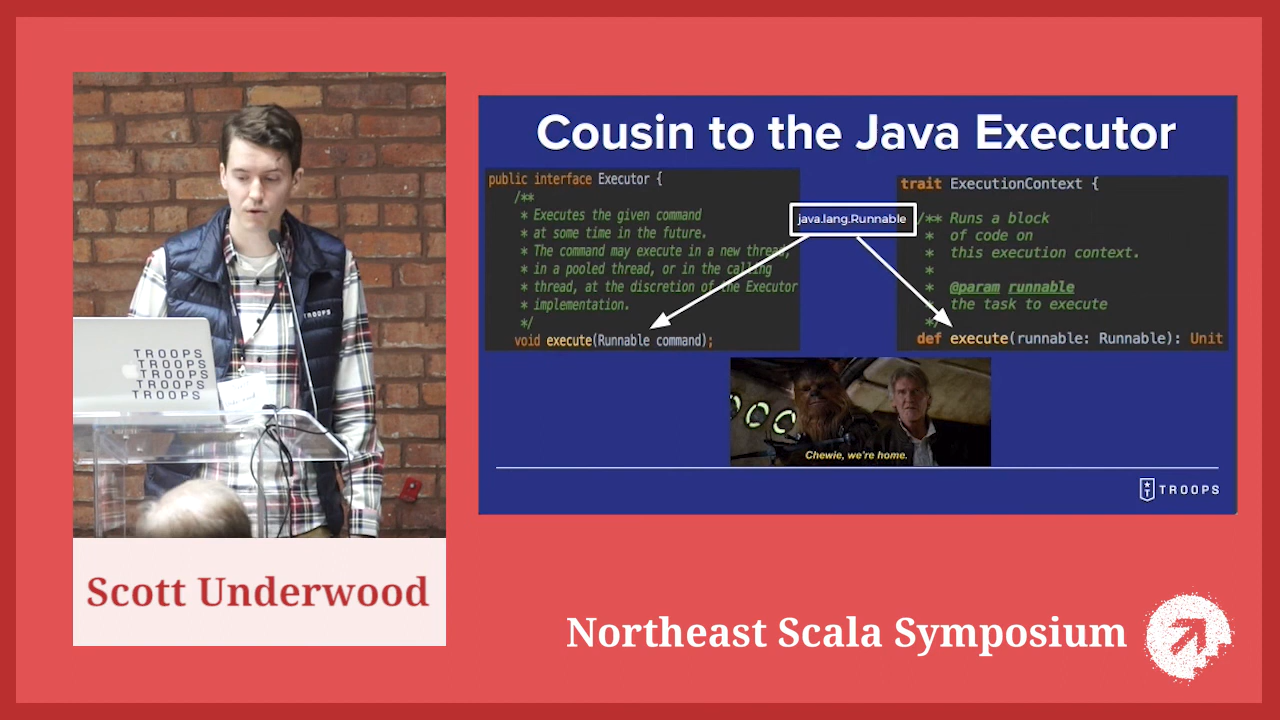 Cousin to the Java Executor
public interface Executor {
/**
* Executes the given command
* at some time in the future.
* The command may execute in a new thread,
* in a pooled thread, or in the calling
* thread, at the discretion of the Executor
* implementation.
*/
void execute(Runnable command);
java.lang.Runnable
trait ExecutionContext {
/** Runs a block
* of code on
* this execution context.
*
* @param runnable
* the task to execute
*/
def execute(runnable: Runnable): Unit
Chewie, we're home.
TROOPS
TROOPS
TROOPS
TROOPS
TROOPS
TROOPS
TROOPS
Scott Underwood
Northeast Scala Symposium